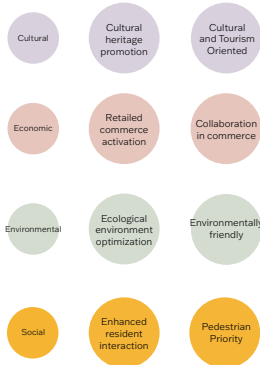 Cultural
Cultural
heritage
promotion
Cultural
and Tourism
Oriented
Economic
Retailed
commerce
activation
Collaboration
in commerce
Environmental
Ecological
environment
optimization
Environmentally
friendly
Social
Enhanced
resident
interaction
Pedestrian
Priority